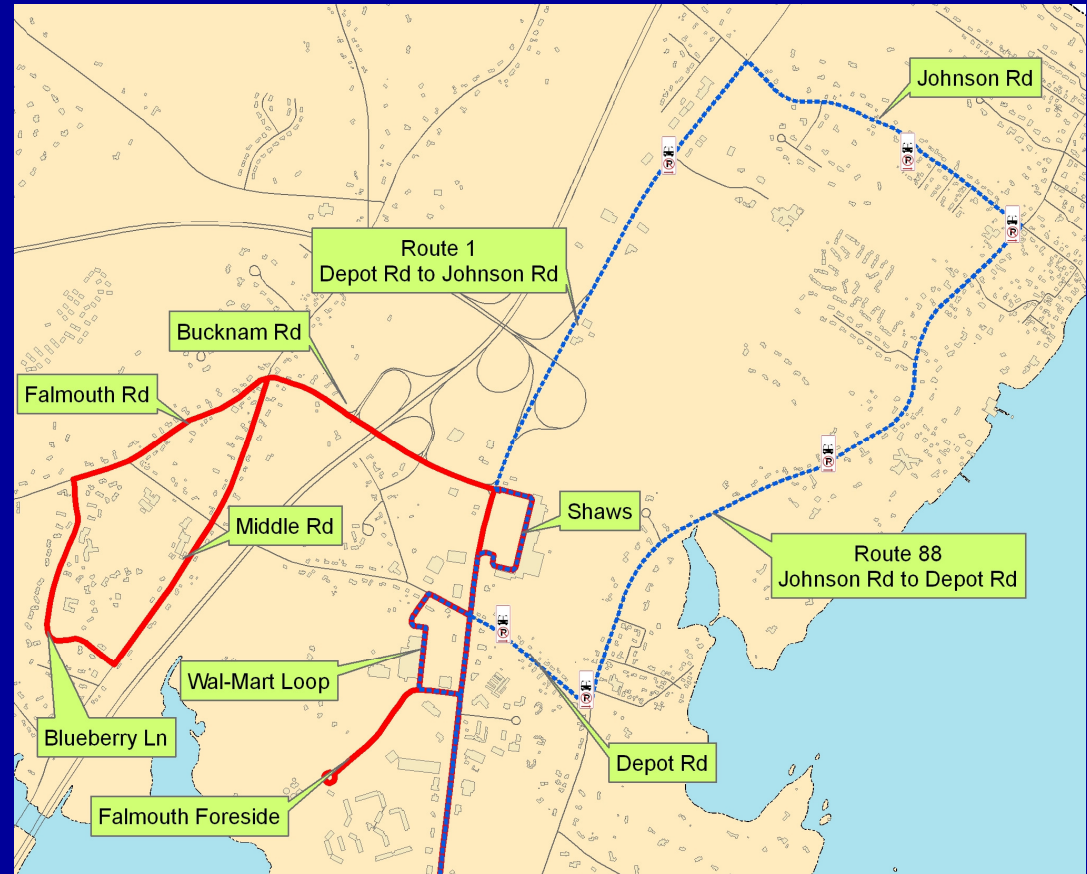 Johnson Rd
Route 1
Depot Rd to Johnson Rd
Bucknam Rd
Falmouth Rd
Shaws
Middle Rd
Route 88
Johnson Rd to Depot Rd
Wal-Mart Loop
Blueberry Ln
Depot Rd
Falmouth Foreside
P
P
P
P
P
P